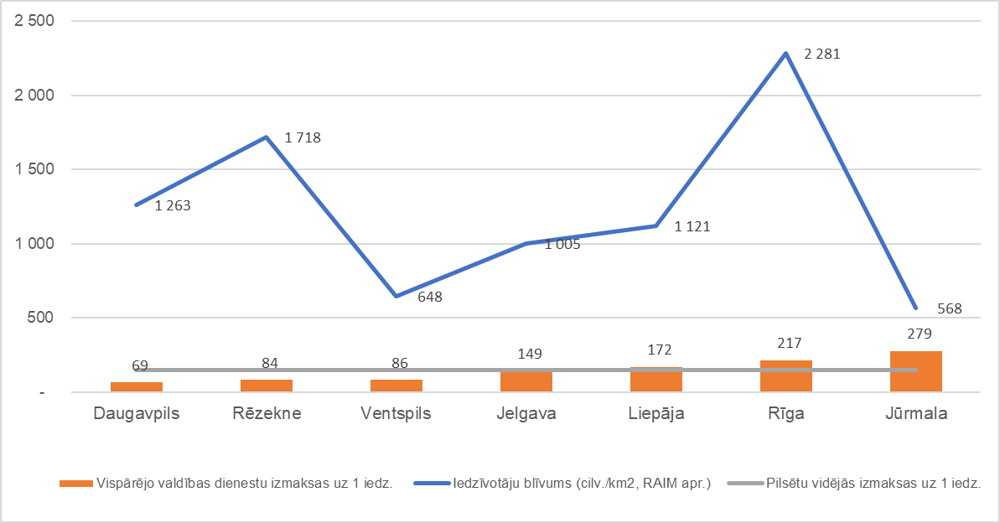 2 500
2 281
2 000
1 718
1 500
1 263
1 121
1 000
1 005
648
568
500
69
84
86
149
172
217
279
-
Daugavpils
Rēzekne
Ventspils
Jelgava
Liepāja
Rīga
Jūrmala
Vispārējo valdības dienestu izmaksas uz 1 iedz.
Iedzīvotāju blīvums (cilv./km2, RAIM apr.)
Pilsētu vidējās izmaksas uz 1 iedz.